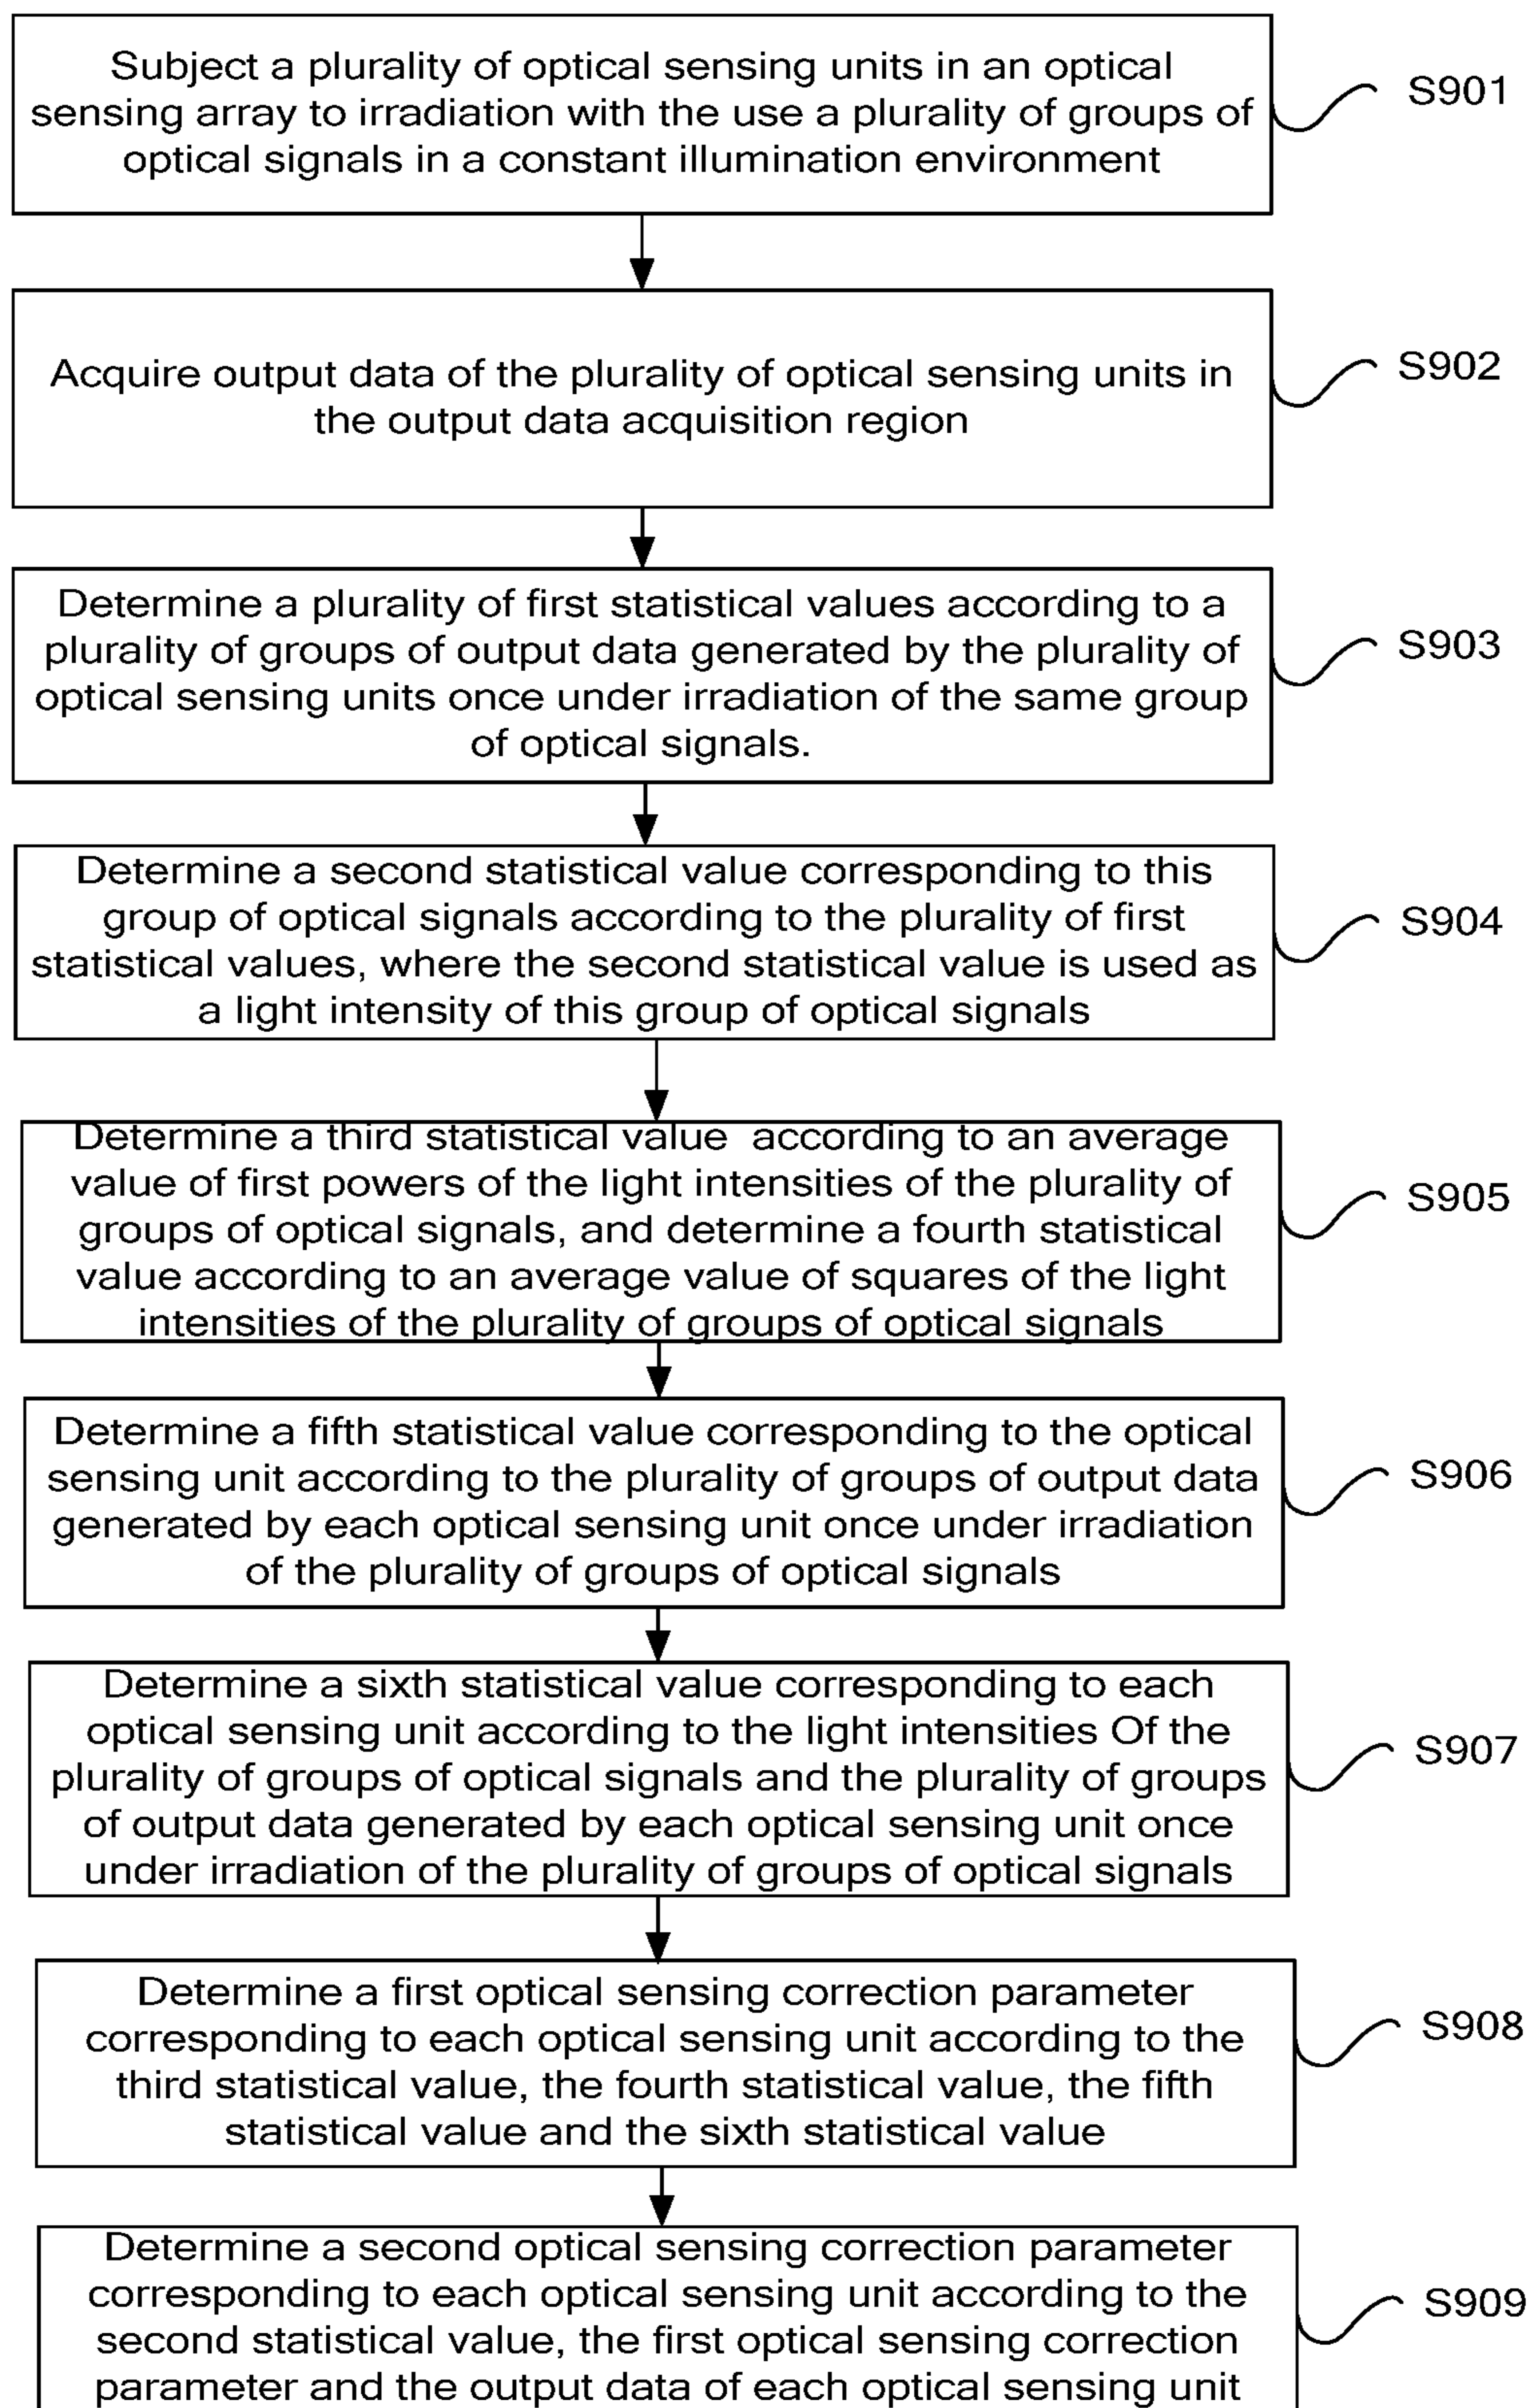 Subject a plurality of optical sensing units in an optical
sensing array to irradiation with the use a plurality of groups of
optical signals in a constant illumination environment
S901
Acquire output data of the plurality of optical sensing units in
the output data acquisition region
S902
Determine a plurality of first statistical values according to a
plurality of groups of output data generated by the plurality of
optical sensing units once under irradiation of the same group
of optical signals.
S903
Determine a second statistical value corresponding to this
group of optical signals according to the plurality of first
statistical values, where the second statistical value is used as
a light intensity of this group of optical signals
S904
Determine a third statistical value according to an average
value of first powers of the light intensities of the plurality of
groups of optical signals, and determine a fourth statistical
value according to an average value of squares of the light
intensities of the plurality of groups of optical signals
S905
Determine a fifth statistical value corresponding to the optical
sensing unit according to the plurality of groups of output data
generated by each optical sensing unit once under irradiation
of the plurality of groups of optical signals
S906
Determine a sixth statistical value corresponding to each
optical sensing unit according to the light intensities Of the
plurality of groups of optical signals and the plurality of groups
of output data generated by each optical sensing unit once
under irradiation of the plurality of groups of optical signals
S907
Determine a first optical sensing correction parameter
corresponding to each optical sensing unit according to the
third statistical value, the fourth statistical value, the fifth
statistical value and the sixth statistical value
S908
Determine a second optical sensing correction parameter
corresponding to each optical sensing unit according to the
second statistical value, the first optical sensing correction
parameter and the output data of each optical sensing unit
S909